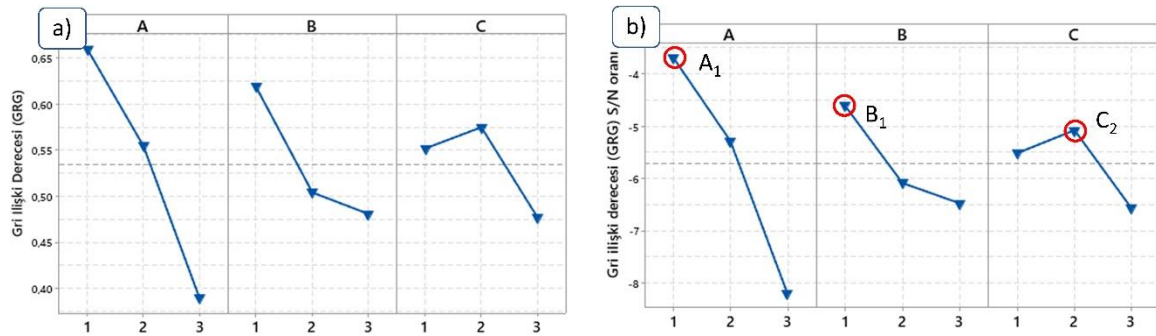 a)
A B C
0,65
0,60
0,55
0,50
0,45
0,40
Gri İlişki Derecesi (GRG)
1 2 3 1 2 3 1 2 3
b)
A B C
-4
-5
-6
-7
-8
Gri ilişki derecesi (GRG) S/N oranı
A1
B1
C2
1 2 3 1 2 3 1 2 3